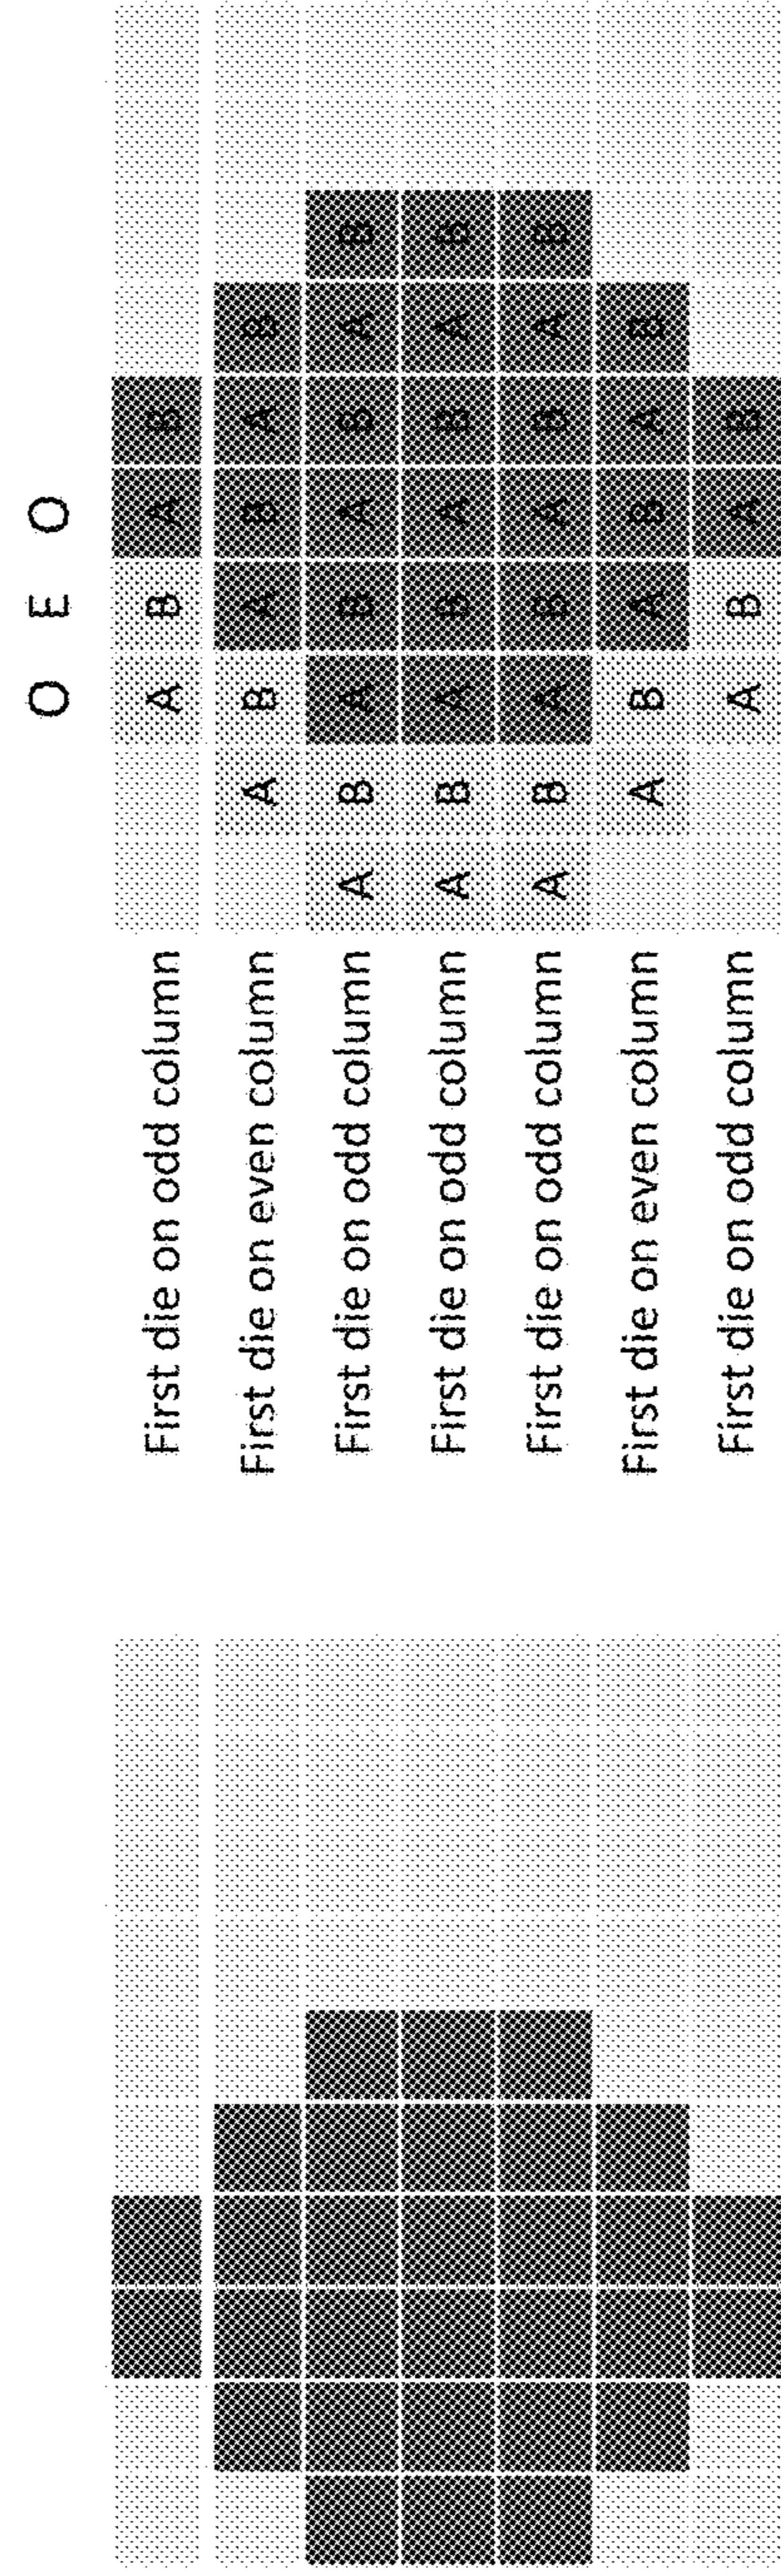 O E O
First die on odd column A B A B
First die on even column A B A B A B
First die on odd column A B A B A B A B
First die on odd column A B A B A B A B
First die on odd column A B A B A B A B
First die on even column A B A B A B
First die on odd column A B A B